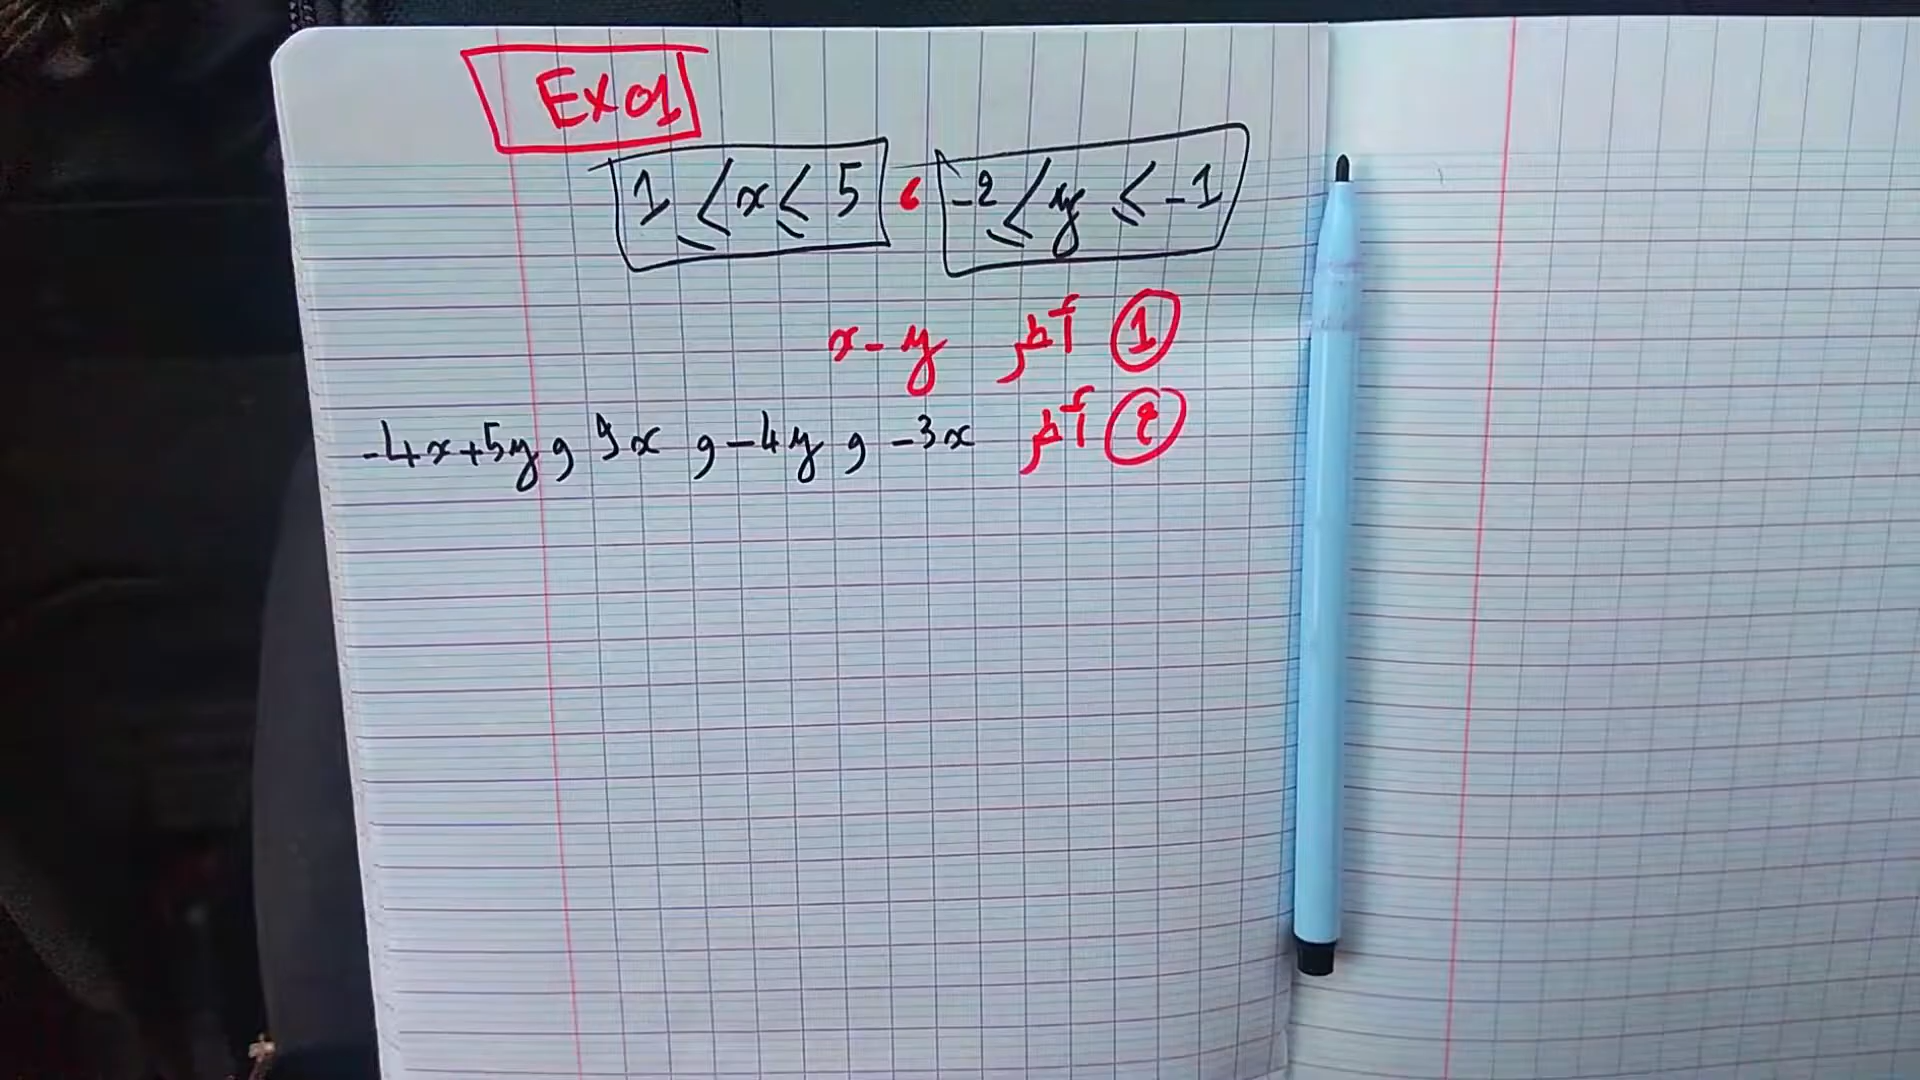 Ex01
1 ≤ x ≤ 5 ، -2 ≤ y ≤ -1
① أطر x - y
② أطر -3x و -4y و 9x و -4x+5y